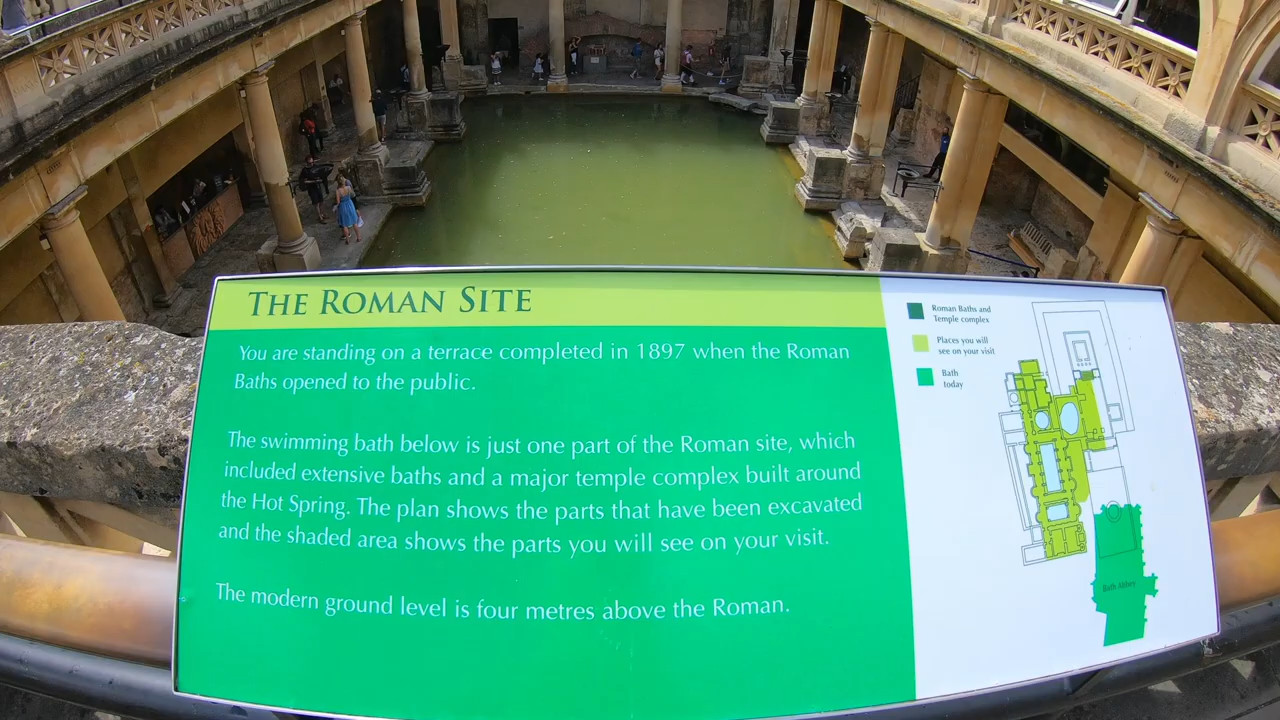 THE ROMAN SITE
You are standing on a terrace completed in 1897 when the Roman
Baths opened to the public.
The swimming bath below is just one part of the Roman site, which
included extensive baths and a major temple complex built around
the Hot Spring. The plan shows the parts that have been excavated
and the shaded area shows the parts you will see on your visit.
The modern ground level is four metres above the Roman.
Roman Baths and
Temple complex
Places you will
see on your visit
Bath
today
Bath Abbey